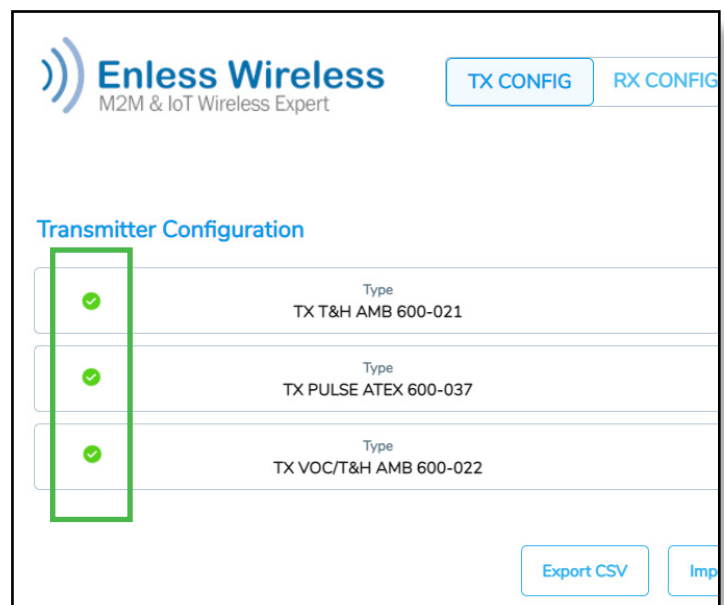 Enless Wireless
M2M & IoT Wireless Expert
TX CONFIG
RX CONFIG
Transmitter Configuration
Type
TX T&H AMB 600-021
Type
TX PULSE ATEX 600-037
Type
TX VOC/T&H AMB 600-022
Export CSV
Imp